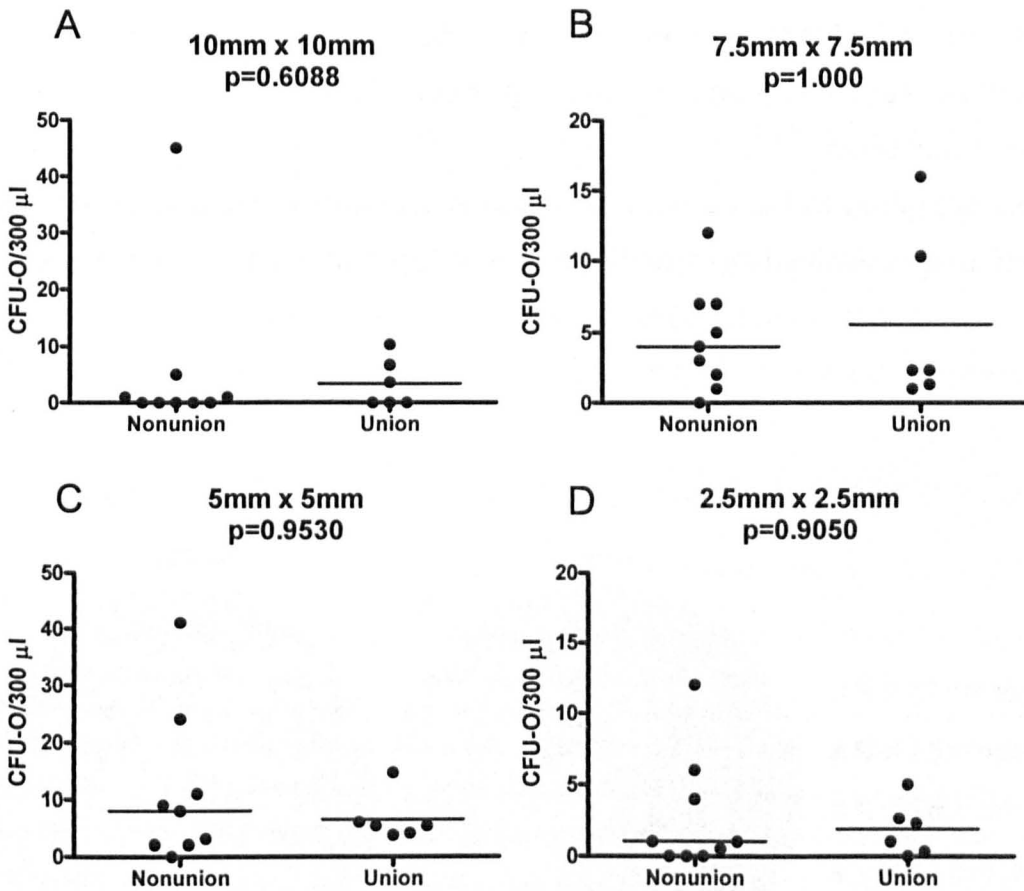 A
10mm x 10mm
p=0.6088
50
40
30
20
10
0
CFU-O/300 µl
Nonunion
Union
B
7.5mm x 7.5mm
p=1.000
20
15
10
5
0
CFU-O/300 µl
Nonunion
Union
C
5mm x 5mm
p=0.9530
50
40
30
20
10
0
CFU-O/300 µl
Nonunion
Union
D
2.5mm x 2.5mm
p=0.9050
20
15
10
5
0
CFU-O/300 µl
Nonunion
Union